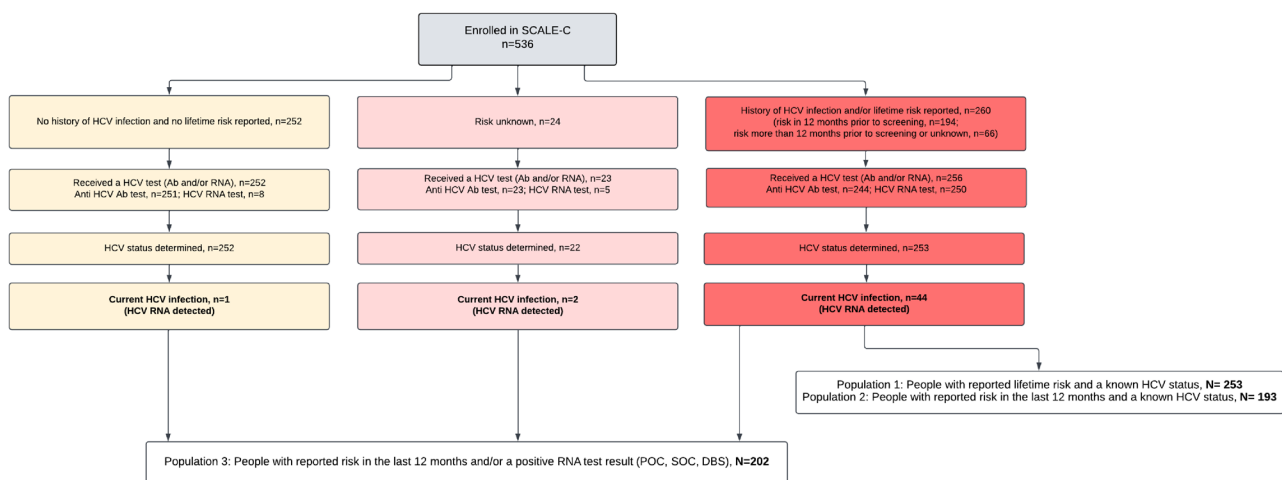 Enrolled in SCALE-C
n=536
No history of HCV infection and no lifetime risk reported, n=252
Risk unknown, n=24
History of HCV infection and/or lifetime risk reported, n=260
(risk in 12 months prior to screening, n=194;
risk more than 12 months prior to screening or unknown, n=66)
Received a HCV test (Ab and/or RNA), n=252
Anti HCV Ab test, n=251; HCV RNA test, n=8
Received a HCV test (Ab and/or RNA), n=23
Anti HCV Ab test, n=23; HCV RNA test, n=5
Received a HCV test (Ab and/or RNA), n=256
Anti HCV Ab test, n=244; HCV RNA test, n=250
HCV status determined, n=252
HCV status determined, n=22
HCV status determined, n=253
Current HCV infection, n=1
(HCV RNA detected)
Current HCV infection, n=2
(HCV RNA detected)
Current HCV infection, n=44
(HCV RNA detected)
Population 1: People with reported lifetime risk and a known HCV status, N= 253
Population 2: People with reported risk in the last 12 months and a known HCV status, N= 193
Population 3: People with reported risk in the last 12 months and/or a positive RNA test result (POC, SOC, DBS), N=202